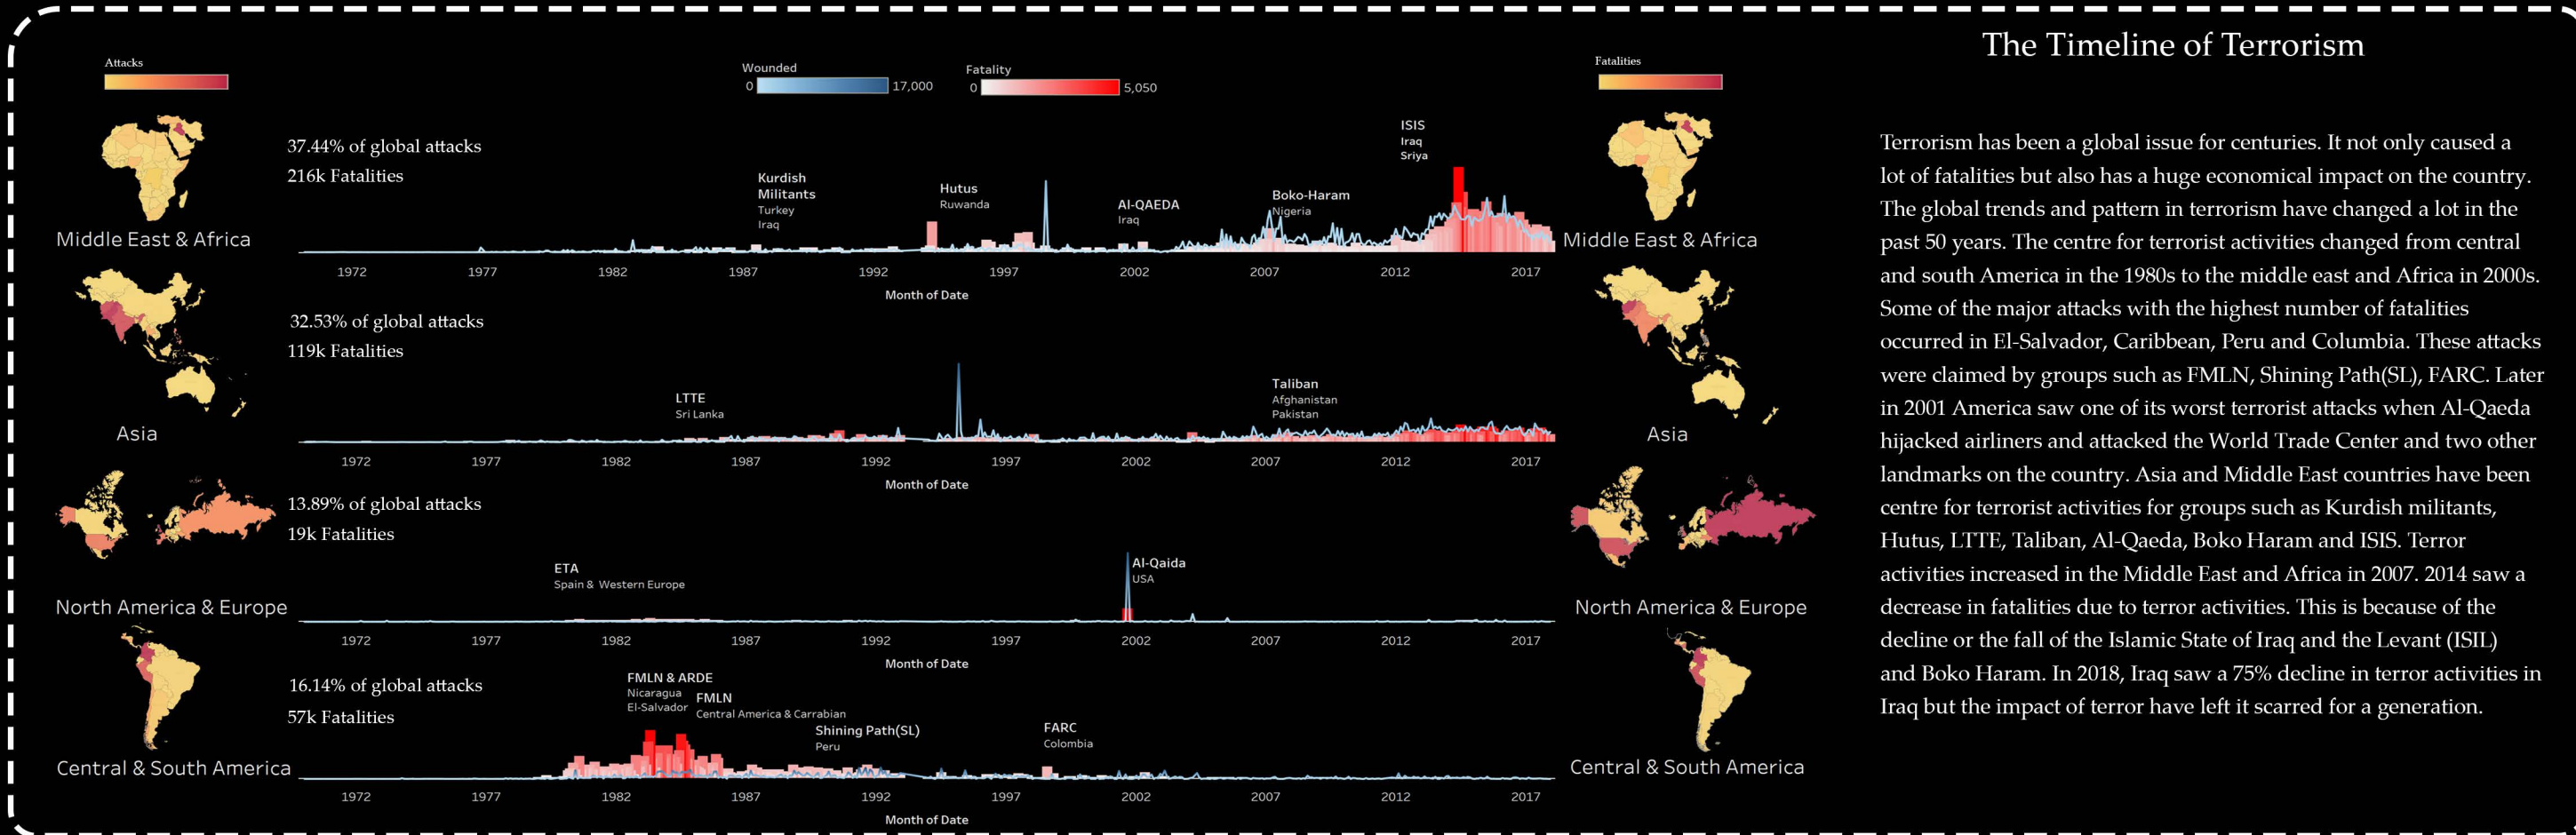 The Timeline of Terrorism
Attacks
Wounded
0
17,000
Fatality
0
5,050
Fatalities
37.44% of global attacks
216k Fatalities
Middle East & Africa
Kurdish
Militants
Turkey
Iraq
Hutus
Ruwanda
Al-QAEDA
Iraq
Boko-Haram
Nigeria
ISIS
Iraq
Sriya
1972 1977 1982 1987 1992 1997 2002 2007 2012 2017
Month of Date
Middle East & Africa
32.53% of global attacks
119k Fatalities
Asia
LTTE
Sri Lanka
Taliban
Afghanistan
Pakistan
1972 1977 1982 1987 1992 1997 2002 2007 2012 2017
Month of Date
Asia
13.89% of global attacks
19k Fatalities
North America & Europe
ETA
Spain & Western Europe
Al-Qaida
USA
1972 1977 1982 1987 1992 1997 2002 2007 2012 2017
Month of Date
North America & Europe
16.14% of global attacks
57k Fatalities
Central & South America
FMLN & ARDE
Nicaragua
El-Salvador
FMLN
Central America & Carrabian
Shining Path(SL)
Peru
FARC
Colombia
1972 1977 1982 1987 1992 1997 2002 2007 2012 2017
Month of Date
Central & South America
Terrorism has been a global issue for centuries. It not only caused a
lot of fatalities but also has a huge economical impact on the country.
The global trends and pattern in terrorism have changed a lot in the
past 50 years. The centre for terrorist activities changed from central
and south America in the 1980s to the middle east and Africa in 2000s.
Some of the major attacks with the highest number of fatalities
occurred in El-Salvador, Caribbean, Peru and Columbia. These attacks
were claimed by groups such as FMLN, Shining Path(SL), FARC. Later
in 2001 America saw one of its worst terrorist attacks when Al-Qaeda
hijacked airliners and attacked the World Trade Center and two other
landmarks on the country. Asia and Middle East countries have been
centre for terrorist activities for groups such as Kurdish militants,
Hutus, LTTE, Taliban, Al-Qaeda, Boko Haram and ISIS. Terror
activities increased in the Middle East and Africa in 2007. 2014 saw a
decrease in fatalities due to terror activities. This is because of the
decline or the fall of the Islamic State of Iraq and the Levant (ISIL)
and Boko Haram. In 2018, Iraq saw a 75% decline in terror activities in
Iraq but the impact of terror have left it scarred for a generation.